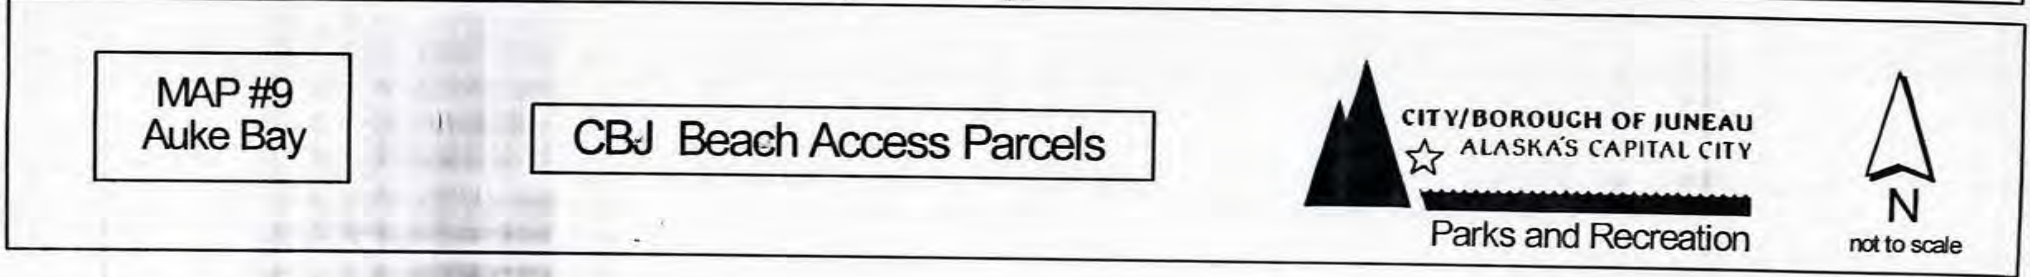 MAP #9
Auke Bay
CBJ Beach Access Parcels
CITY/BOROUGH OF JUNEAU
ALASKA'S CAPITAL CITY
Parks and Recreation
N
not to scale